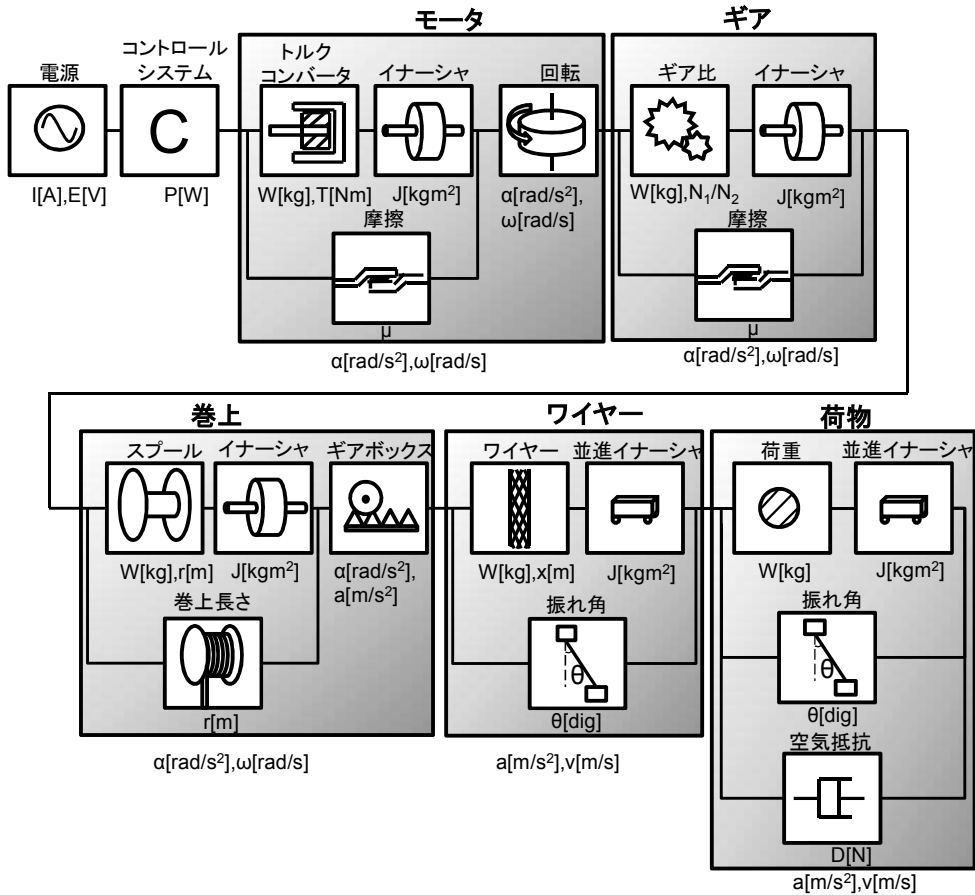 モータ
ギア
電源
コントロール
システム
トルク
コンバータ
イナーシャ
回転
ギア比
イナーシャ
C
I[A],E[V]
P[W]
W[kg],T[Nm]
J[kgm²]
α[rad/s²],
ω[rad/s]
W[kg],N₁/N₂
J[kgm²]
摩擦
μ
摩擦
μ
α[rad/s²],ω[rad/s]
α[rad/s²],ω[rad/s]
巻上
ワイヤー
荷物
スプール
イナーシャ
ギアボックス
ワイヤー
並進イナーシャ
荷重
並進イナーシャ
W[kg],r[m]
J[kgm²]
α[rad/s²],
a[m/s²]
W[kg],x[m]
J[kgm²]
W[kg]
J[kgm²]
巻上長さ
r[m]
振れ角
θ
θ[dig]
振れ角
θ
θ[dig]
空気抵抗
D[N]
α[rad/s²],ω[rad/s]
a[m/s²],v[m/s]
a[m/s²],v[m/s]